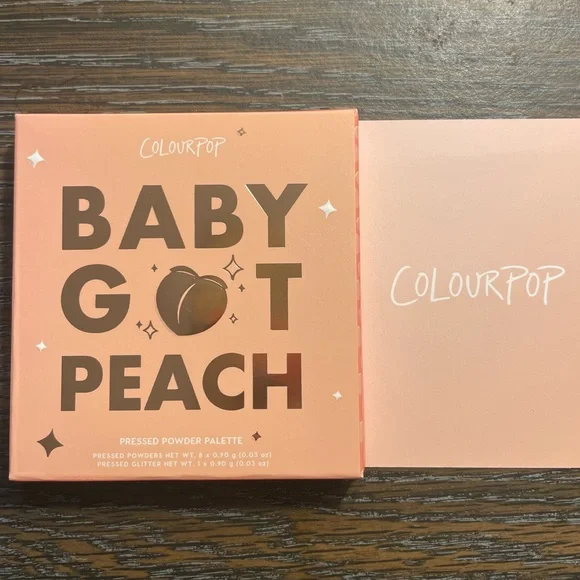 COLOURPOP
BABY
G T
PEACH
PRESSED POWDER PALETTE
PRESSED POWDERS NET WT. 8 x 0.90 g (0.03 oz)
PRESSED GLITTER NET WT. 1 x 0.90 g (0.03 oz)
COLOURPOP